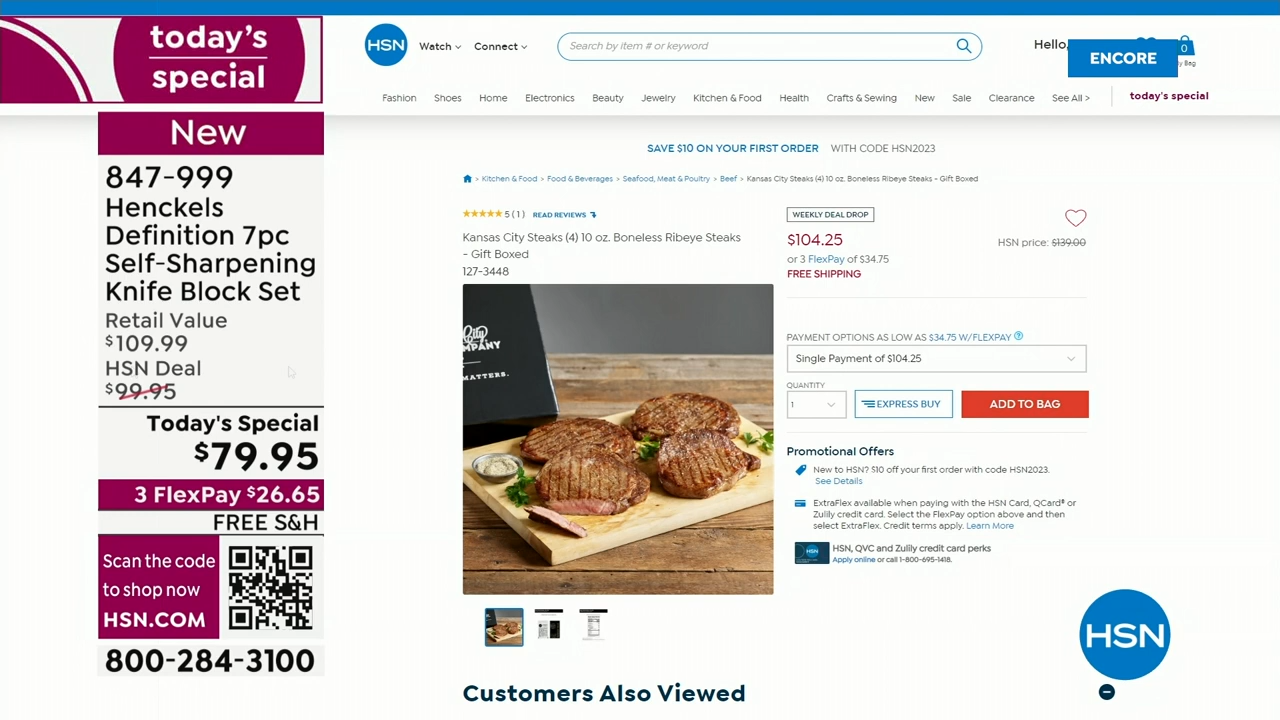 today's
special
New
847-999
Henckels
Definition 7pc
Self-Sharpening
Knife Block Set
Retail Value
$109.99
HSN Deal
$99.95
Today's Special
$79.95
3 FlexPay $26.65
FREE S&H
Scan the code
to shop now
HSN.COM
800-284-3100
HSN
Watch
Connect
Search by item # or keyword
Hello,
0
ENCORE
Bag
Fashion
Shoes
Home
Electronics
Beauty
Jewelry
Kitchen & Food
Health
Crafts & Sewing
New
Sale
Clearance
See All >
today's special
SAVE $10 ON YOUR FIRST ORDER WITH CODE HSN2023
> Kitchen & Food > Food & Beverages > Seafood, Meat & Poultry > Beef > Kansas City Steaks (4) 10 oz. Boneless Ribeye Steaks - Gift Boxed
5 (1) READ REVIEWS
Kansas City Steaks (4) 10 oz. Boneless Ribeye Steaks
- Gift Boxed
127-3448
City
MPANY
MATTERS.
WEEKLY DEAL DROP
$104.25
HSN price: $139.00
or 3 FlexPay of $34.75
FREE SHIPPING
PAYMENT OPTIONS AS LOW AS $34.75 W/FLEXPAY ?
Single Payment of $104.25
QUANTITY
1
EXPRESS BUY
ADD TO BAG
Promotional Offers
New to HSN? $10 off your first order with code HSN2023.
See Details
ExtraFlex available when paying with the HSN Card, QCard® or
Zulily credit card. Select the FlexPay option above and then
select ExtraFlex. Credit terms apply. Learn More
HSN
HSN, QVC and Zulily credit card perks
Apply online or call 1-800-695-1418.
HSN
Customers Also Viewed